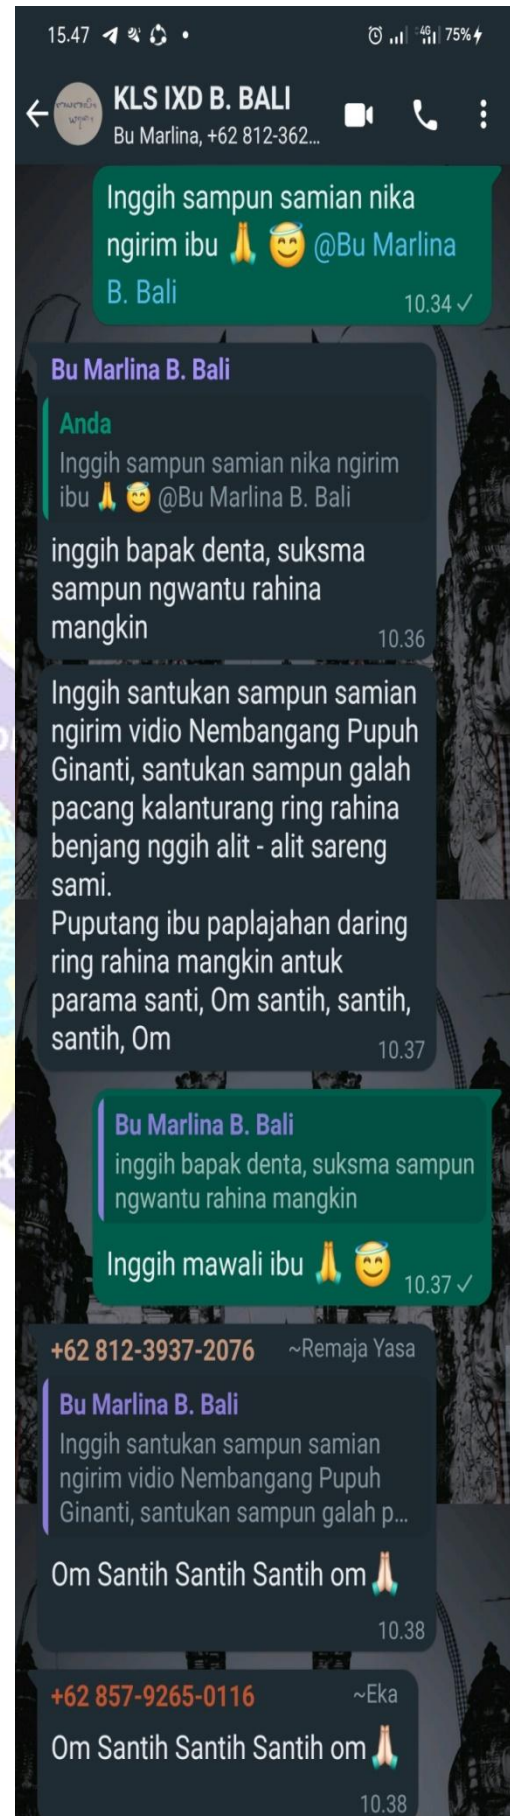 15.47
4G 75%
KLS IXD B. BALI
Bu Marlina, +62 812-362...
Inggih sampun samian nika
ngirim ibu 🙏 😇 @Bu Marlina
B. Bali
10.34
Bu Marlina B. Bali
Anda
Inggih sampun samian nika ngirim
ibu 🙏 😇 @Bu Marlina B. Bali
inggih bapak denta, suksma
sampun ngwantu rahina
mangkin
10.36
Inggih santukan sampun samian
ngirim vidio Nembangang Pupuh
Ginanti, santukan sampun galah
pacang kalanturang ring rahina
benjang nggih alit - alit sareng
sami.
Puputang ibu paplajahan daring
ring rahina mangkin antuk
parama santi, Om santih, santih,
santih, Om
10.37
Bu Marlina B. Bali
inggih bapak denta, suksma sampun
ngwantu rahina mangkin
Inggih mawali ibu 🙏 😇
10.37
+62 812-3937-2076 ~Remaja Yasa
Bu Marlina B. Bali
Inggih santukan sampun samian
ngirim vidio Nembangang Pupuh
Ginanti, santukan sampun galah p...
Om Santih Santih Santih om🙏🏻
10.38
+62 857-9265-0116 ~Eka
Om Santih Santih Santih om🙏🏻
10.38